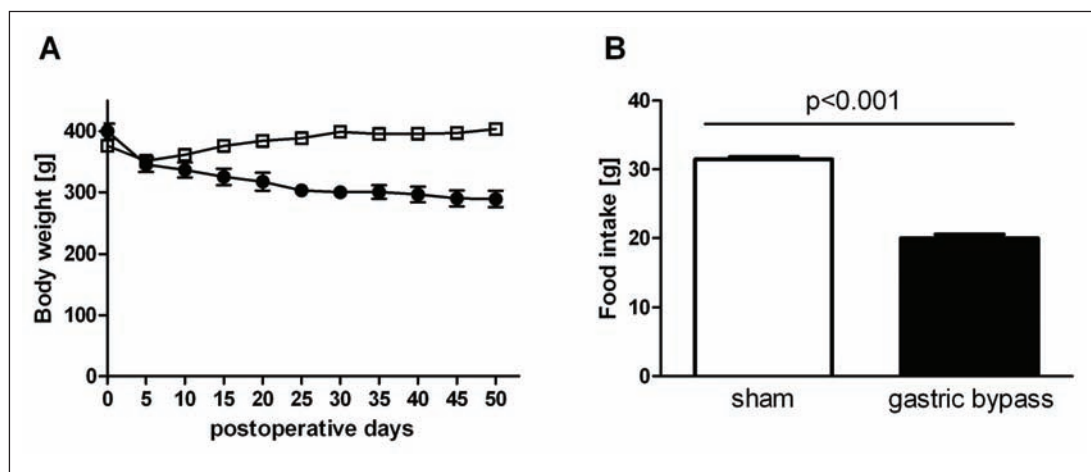 A
Body weight [g]
400
300
200
100
0
0 5 10 15 20 25 30 35 40 45 50
postoperative days
B
p<0.001
Food intake [g]
40
30
20
10
0
sham gastric bypass